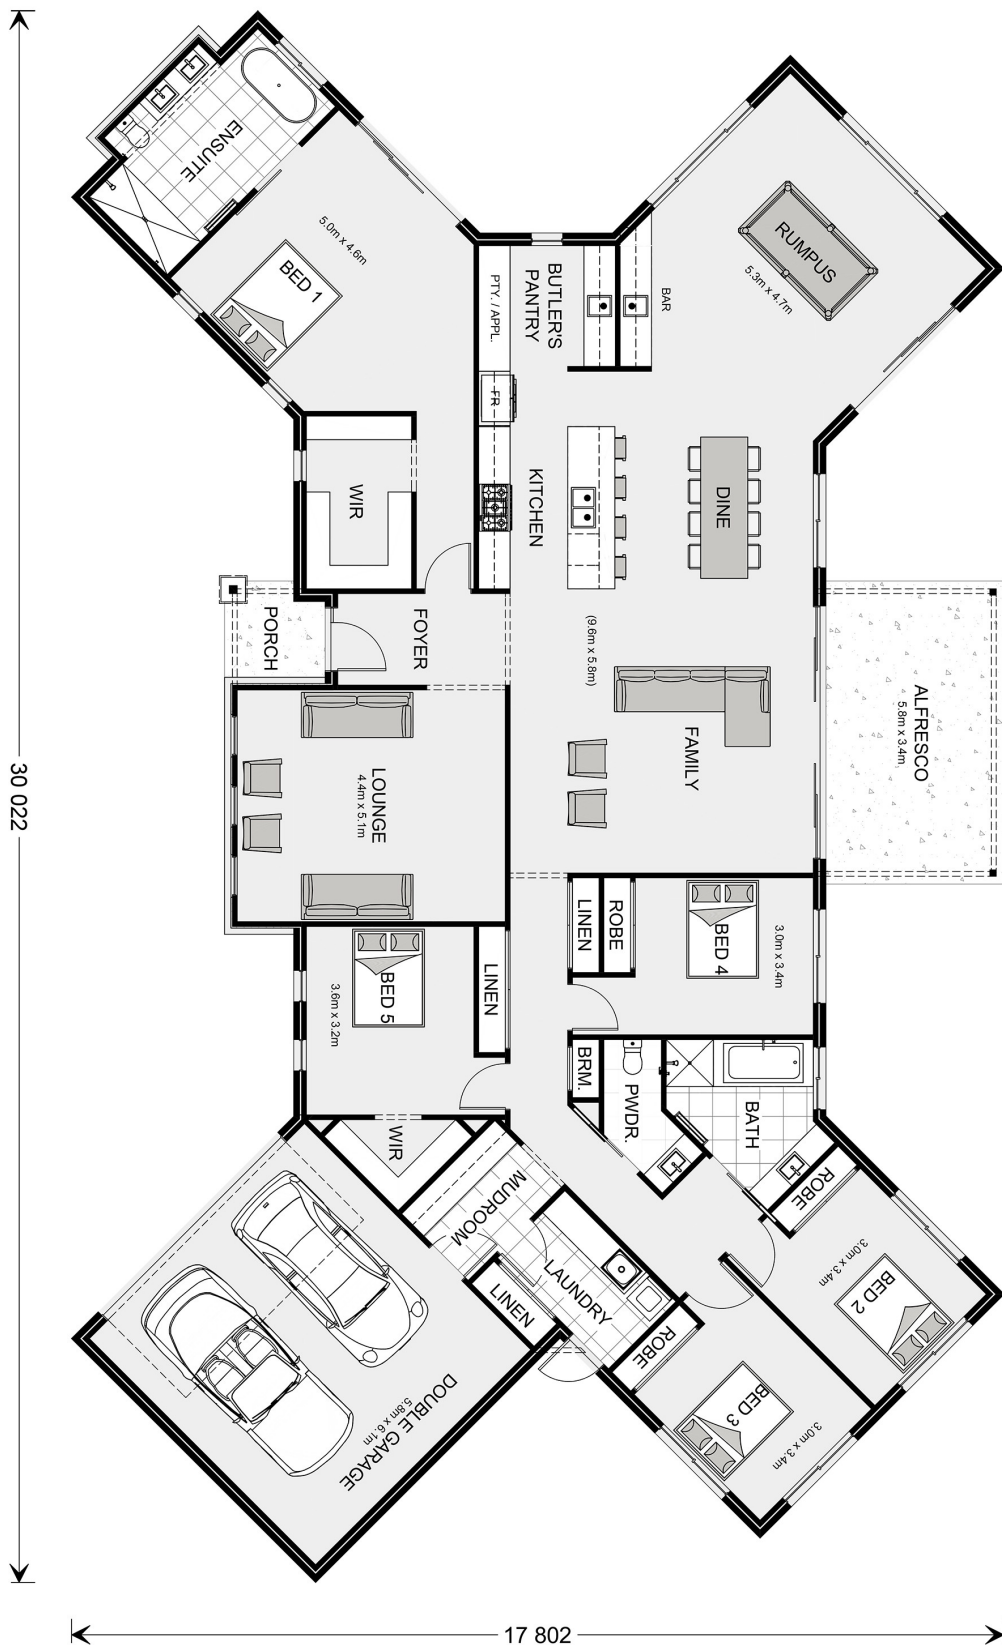 ENSUITE
5.0m x 4.6m
BED 1
PTY. / APPL.
BUTLER'S
PANTRY
BAR
RUMPUS
5.3m x 4.7m
FR
WIR
KITCHEN
DINE
PORCH
FOYER
(9.6m x 5.8m)
FAMILY
ALFRESCO
5.8m x 3.4m
LOUNGE
4.4m x 5.1m
30 022
LINEN
ROBE
BED 4
3.0m x 3.4m
BED 5
3.6m x 3.2m
LINEN
BRM.
PWDR.
BATH
WIR
MUDROOM
ROBE
LAUNDRY
LINEN
ROBE
BED 2
3.0m x 3.4m
BED 3
3.0m x 3.4m
DOUBLE GARAGE
5.8m x 6.1m
17 802